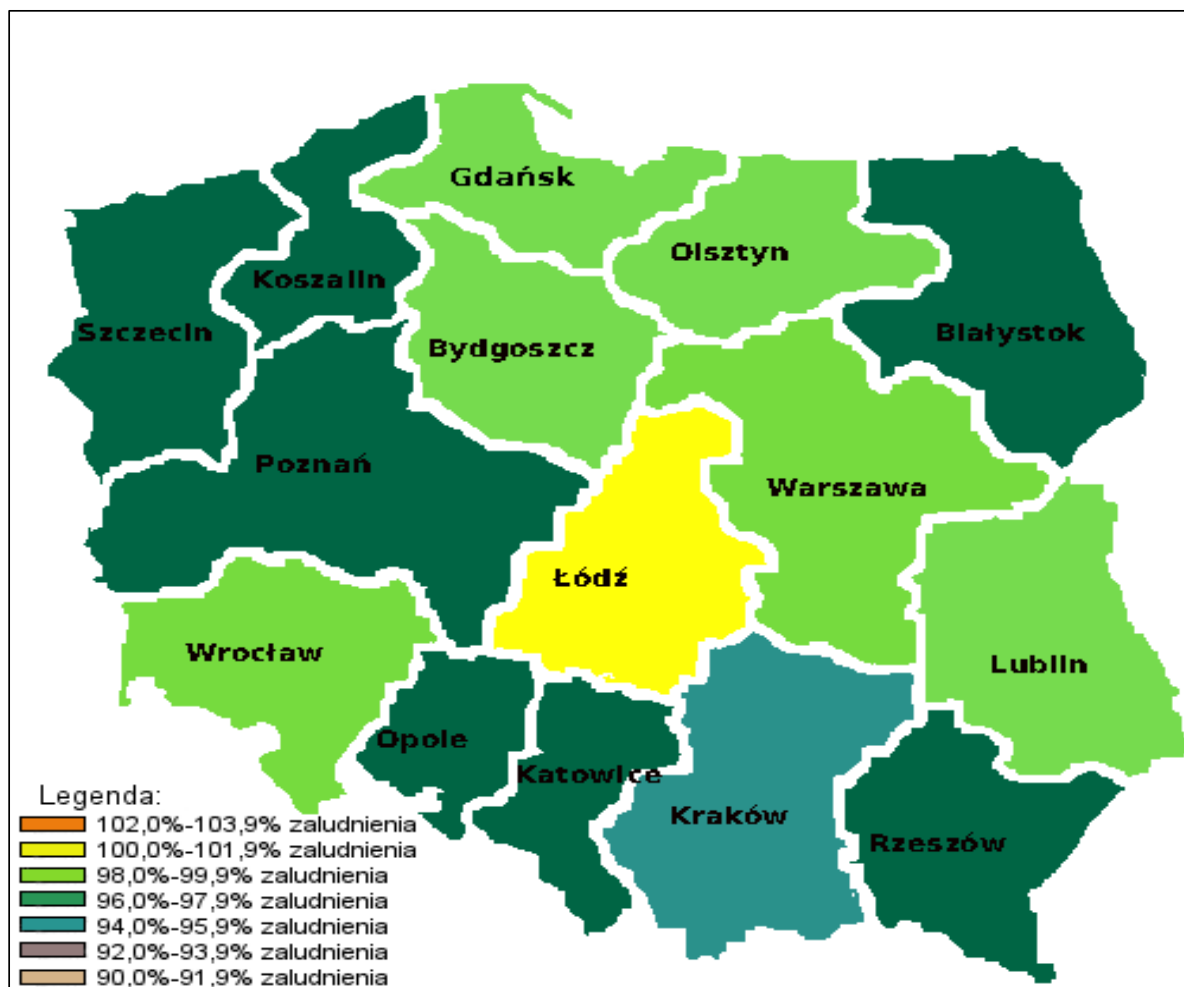 Gdańsk
Olsztyn
Koszalin
Szczecin
Białystok
Bydgoszcz
Poznań
Warszawa
Łódź
Wrocław
Lublin
Opole
Katowice
Kraków
Rzeszów
Legenda:
102,0%-103,9% zaludnienia
100,0%-101,9% zaludnienia
98,0%-99,9% zaludnienia
96,0%-97,9% zaludnienia
94,0%-95,9% zaludnienia
92,0%-93,9% zaludnienia
90,0%-91,9% zaludnienia